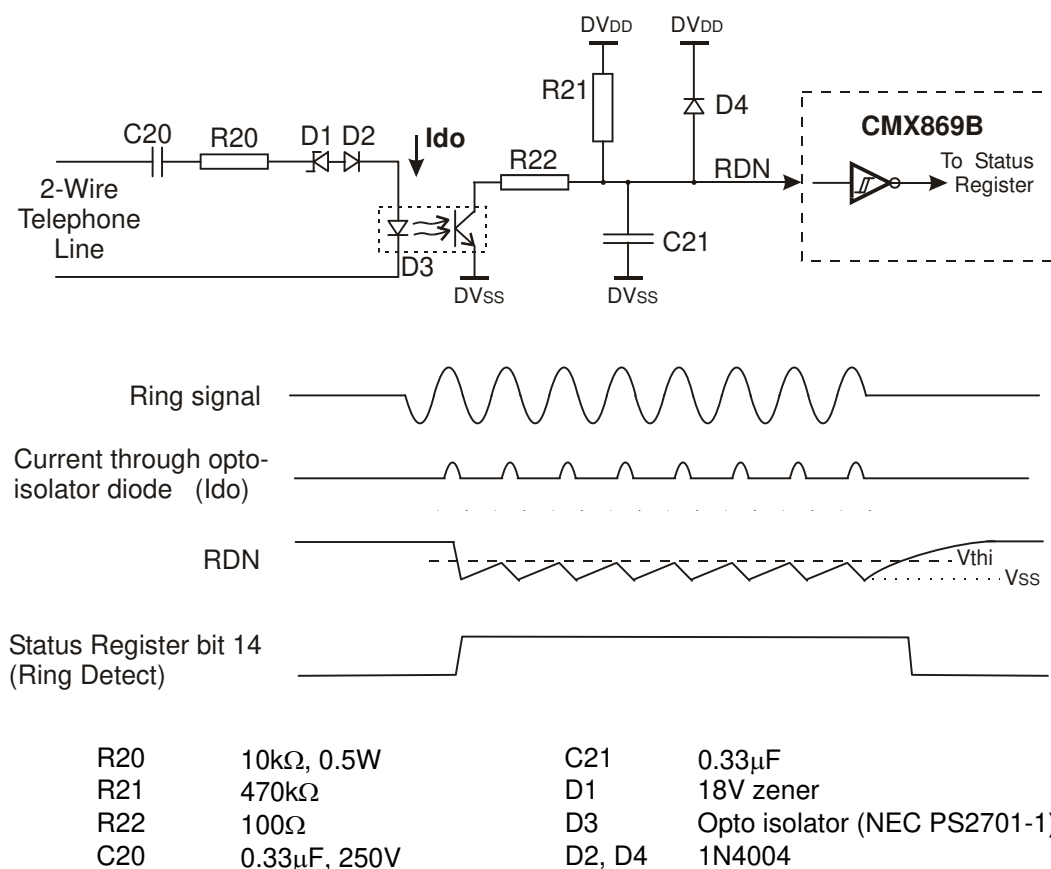 DVDD DVDD
R21
D4
C20
R20
D1 D2
Ido
R22
RDN
CMX869B
To Status
Register
2-Wire
Telephone
Line
D3
C21
DVSS
DVSS
Ring signal
Current through opto-
isolator diode (Ido)
RDN
Vthi
VSS
Status Register bit 14
(Ring Detect)
R20 10kΩ, 0.5W C21 0.33μF
R21 470kΩ D1 18V zener
R22 100Ω D3 Opto isolator (NEC PS2701-1)
C20 0.33μF, 250V D2, D4 1N4004